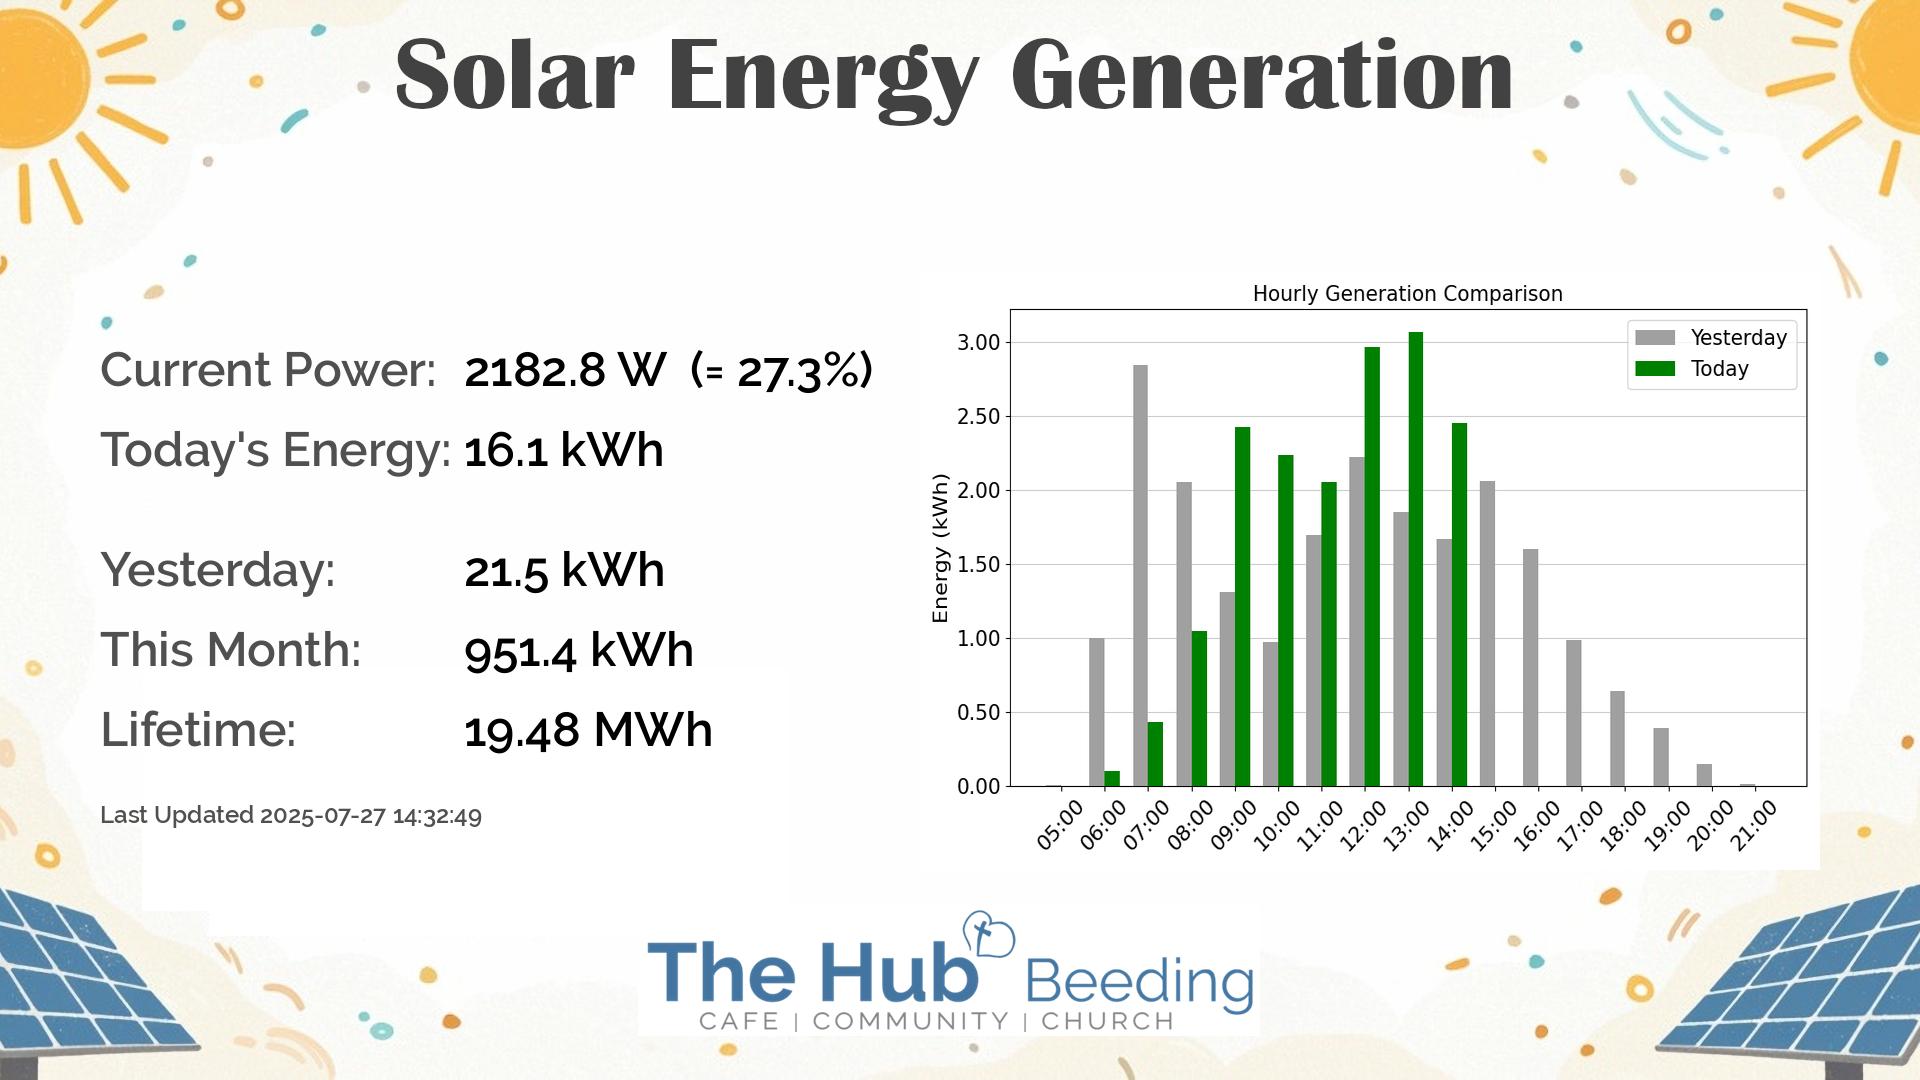 Solar Energy Generation
Current Power: 2182.8 W (= 27.3%)
Today's Energy: 16.1 kWh
Yesterday: 21.5 kWh
This Month: 951.4 kWh
Lifetime: 19.48 MWh
Last Updated 2025-07-27 14:32:49
Hourly Generation Comparison
Yesterday
Today
Energy (kWh)
3.00
2.50
2.00
1.50
1.00
0.50
0.00
05:00 06:00 07:00 08:00 09:00 10:00 11:00 12:00 13:00 14:00 15:00 16:00 17:00 18:00 19:00 20:00 21:00
The Hub Beeding
CAFE | COMMUNITY | CHURCH